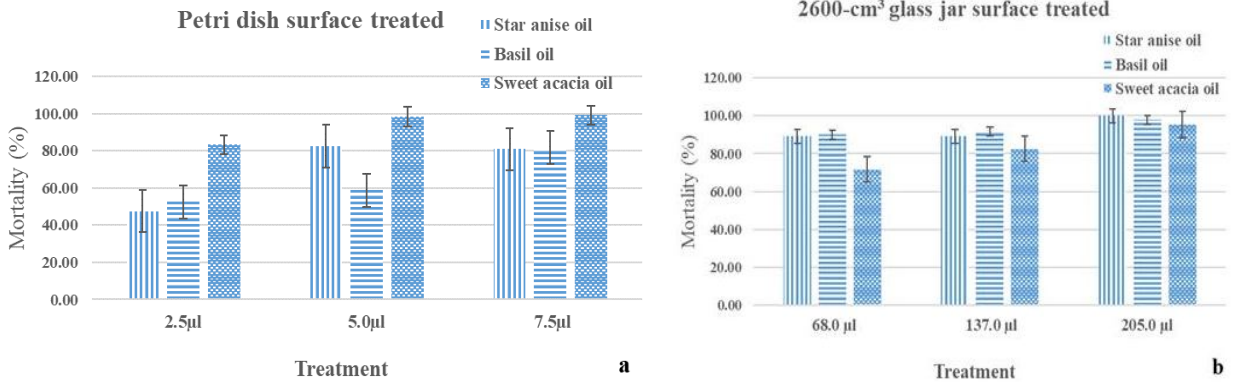 Petri dish surface treated
Star anise oil
Basil oil
Sweet acacia oil
120.00
100.00
80.00
60.00
40.00
20.00
0.00
Mortality (%)
2.5µl
5.0µl
7.5µl
Treatment
a
2600-cm³ glass jar surface treated
Star anise oil
Basil oil
Sweet acacia oil
120.00
100.00
80.00
60.00
40.00
20.00
0.00
Mortality (%)
68.0 µl
137.0 µl
205.0 µl
Treatment
b